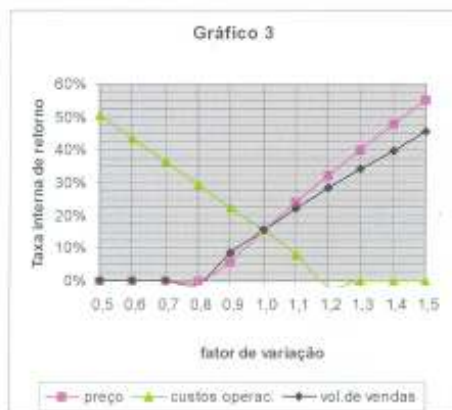 Gráfico 3
Taxa interna de retorno
60%
50%
40%
30%
20%
10%
0%
0,5 0,6 0,7 0,8 0,9 1,0 1,1 1,2 1,3 1,4 1,5
fator de variação
preço custos operac. vol.de vendas